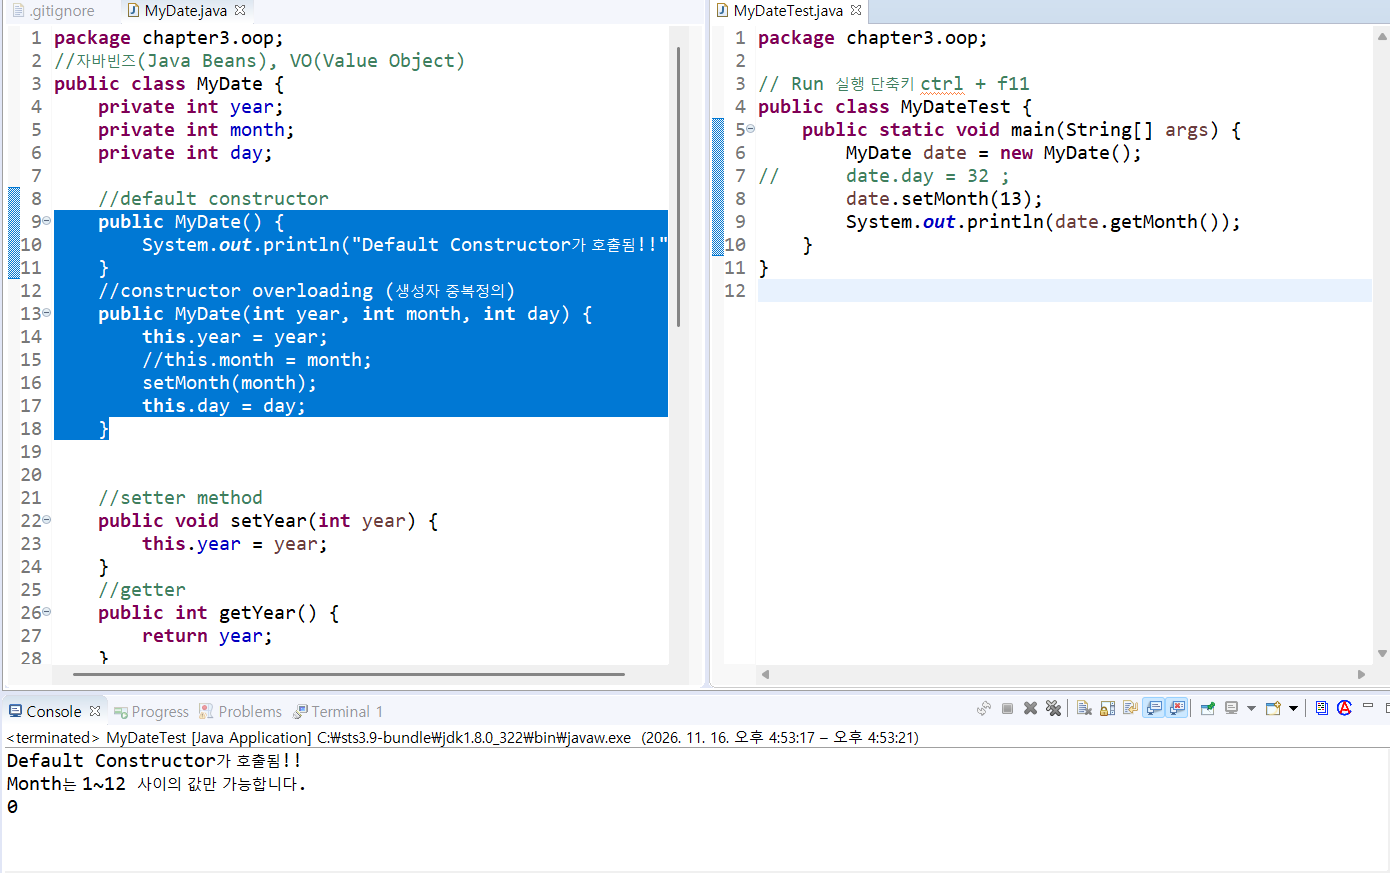 .gitignore
MyDate.java
1 package chapter3.oop;
2 //자바빈즈(Java Beans), VO(Value Object)
3 public class MyDate {
4 private int year;
5 private int month;
6 private int day;
7
8 //default constructor
9 public MyDate() {
10 System.out.println("Default Constructor가 호출됨!!"
11 }
12 //constructor overloading (생성자 중복정의)
13 public MyDate(int year, int month, int day) {
14 this.year = year;
15 //this.month = month;
16 setMonth(month);
17 this.day = day;
18 }
19
20
21 //setter method
22 public void setYear(int year) {
23 this.year = year;
24 }
25 //getter
26 public int getYear() {
27 return year;
28 }
MyDateTest.java
1 package chapter3.oop;
2
3 // Run 실행 단축키 ctrl + f11
4 public class MyDateTest {
5 public static void main(String[] args) {
6 MyDate date = new MyDate();
7 // date.day = 32 ;
8 date.setMonth(13);
9 System.out.println(date.getMonth());
10 }
11 }
12
Console Progress Problems Terminal 1
<terminated> MyDateTest [Java Application] C:₩sts3.9-bundle₩jdk1.8.0_322₩bin₩javaw.exe (2026. 11. 16. 오후 4:53:17 – 오후 4:53:21)
Default Constructor가 호출됨!!
Month는 1~12 사이의 값만 가능합니다.
0